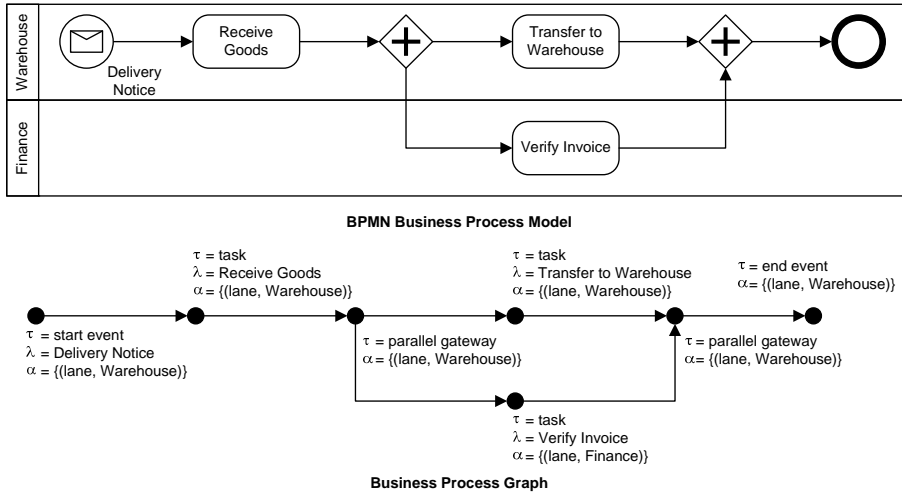 Warehouse
Receive
Goods
Transfer to
Warehouse
Delivery
Notice
Finance
Verify Invoice
BPMN Business Process Model
τ = task
λ = Receive Goods
α = {(lane, Warehouse)}
τ = task
λ = Transfer to Warehouse
α = {(lane, Warehouse)}
τ = end event
α = {(lane, Warehouse)}
τ = start event
λ = Delivery Notice
α = {(lane, Warehouse)}
τ = parallel gateway
α = {(lane, Warehouse)}
τ = parallel gateway
α = {(lane, Warehouse)}
τ = task
λ = Verify Invoice
α = {(lane, Finance)}
Business Process Graph